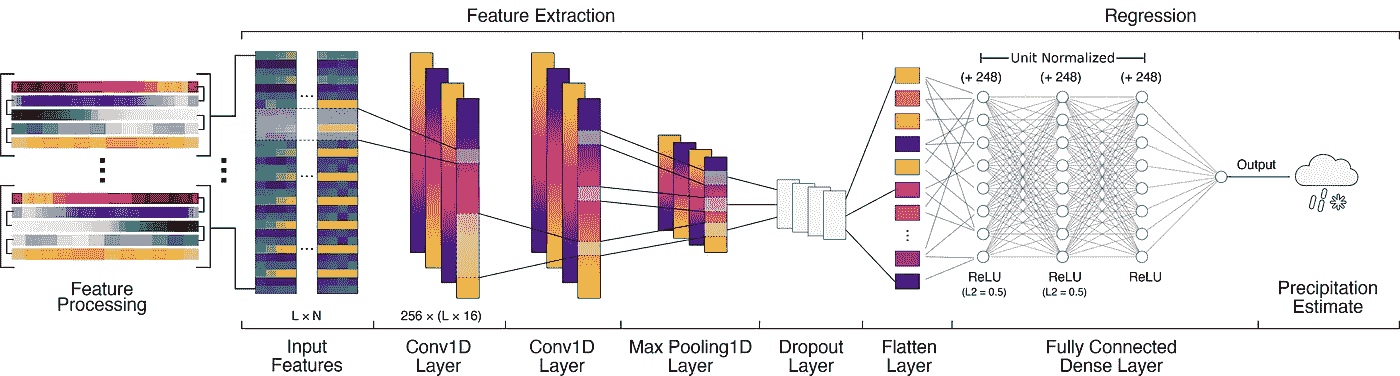 Feature Extraction
Regression
Unit Normalized
(+ 248) (+ 248) (+ 248)
...
...
...
Output
ReLU ReLU ReLU
(L2 = 0.5) (L2 = 0.5)
Feature
Processing
Precipitation
Estimate
L × N
256 × (L × 16)
Input
Features
Conv1D
Layer
Conv1D
Layer
Max Pooling1D
Layer
Dropout
Layer
Flatten
Layer
Fully Connected
Dense Layer